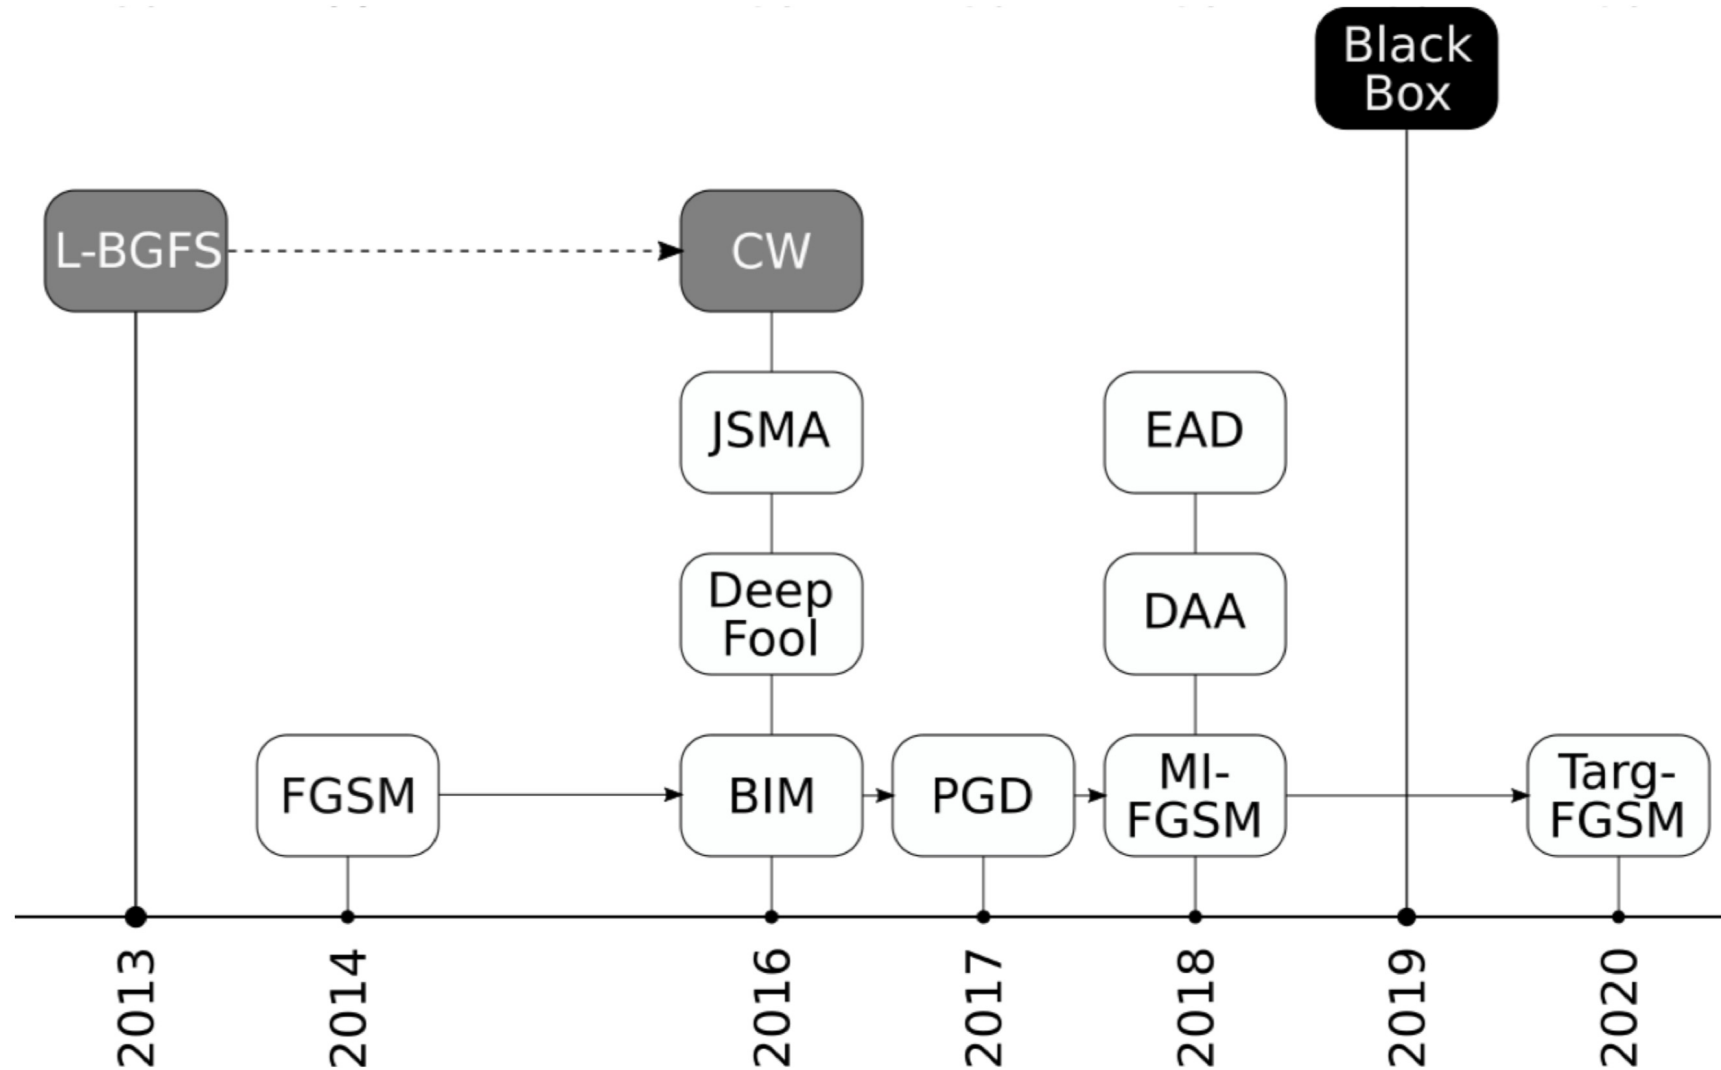 Black
Box
L-BGFS
CW
JSMA
EAD
Deep
Fool
DAA
FGSM
BIM
PGD
MI-
FGSM
Targ-
FGSM
2013
2014
2016
2017
2018
2019
2020